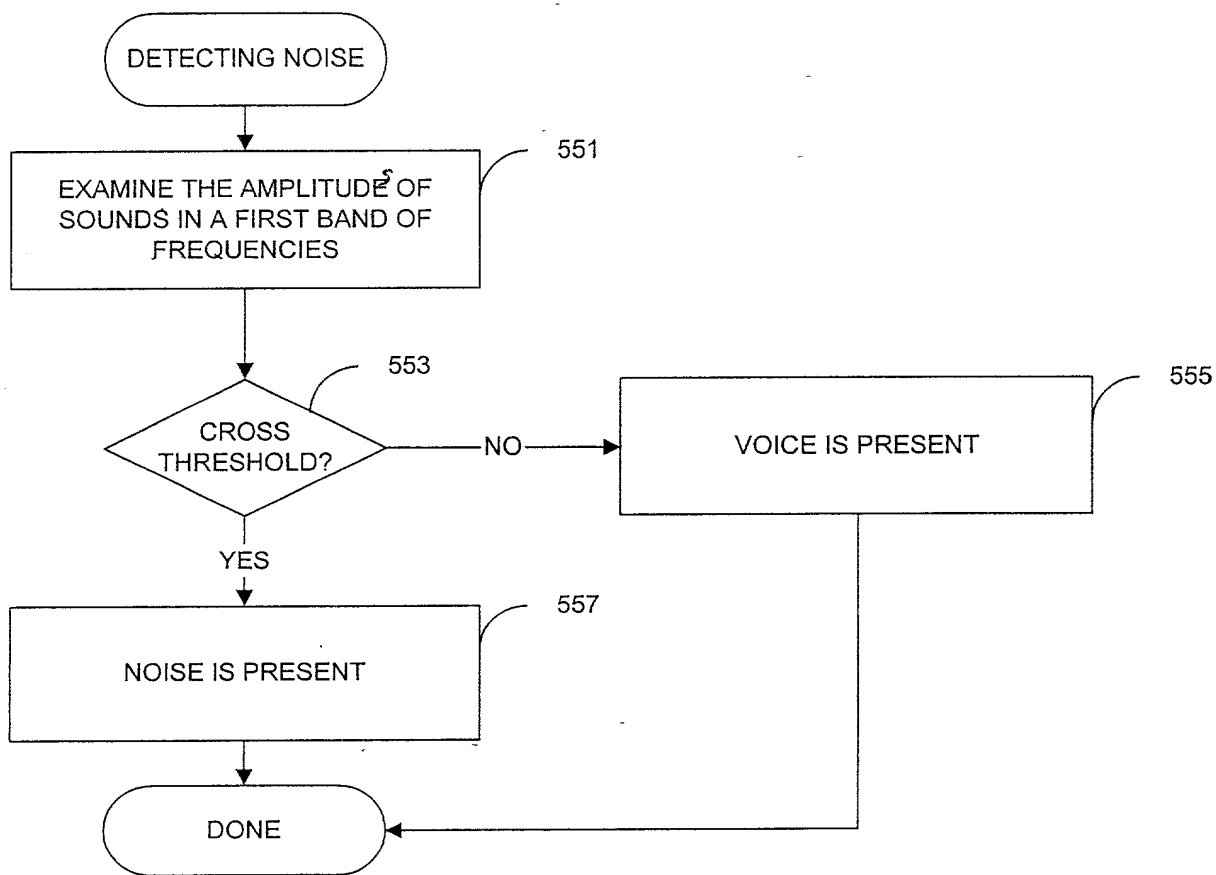 DETECTING NOISE
551
EXAMINE THE AMPLITUDES OF
SOUNDS IN A FIRST BAND OF
FREQUENCIES
553
CROSS
THRESHOLD?
NO
555
VOICE IS PRESENT
YES
557
NOISE IS PRESENT
DONE